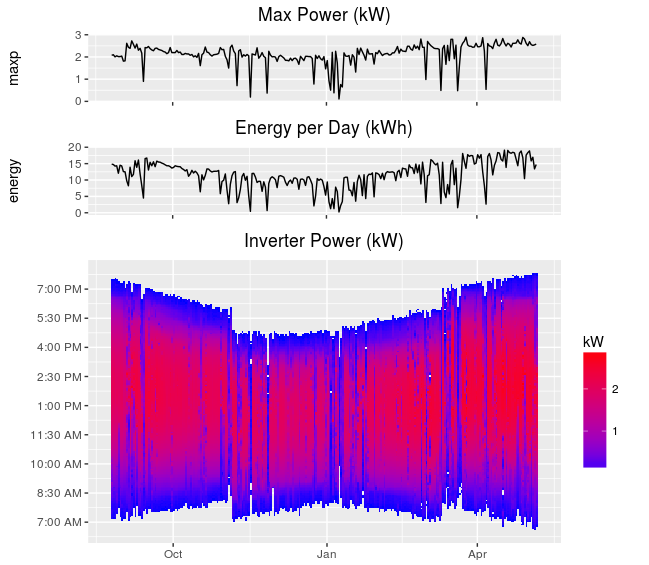 Max Power (kW)
maxp
3
2
1
0
Energy per Day (kWh)
energy
20
15
10
5
0
Inverter Power (kW)
7:00 PM
5:30 PM
4:00 PM
2:30 PM
1:00 PM
11:30 AM
10:00 AM
8:30 AM
7:00 AM
Oct
Jan
Apr
kW
2
1